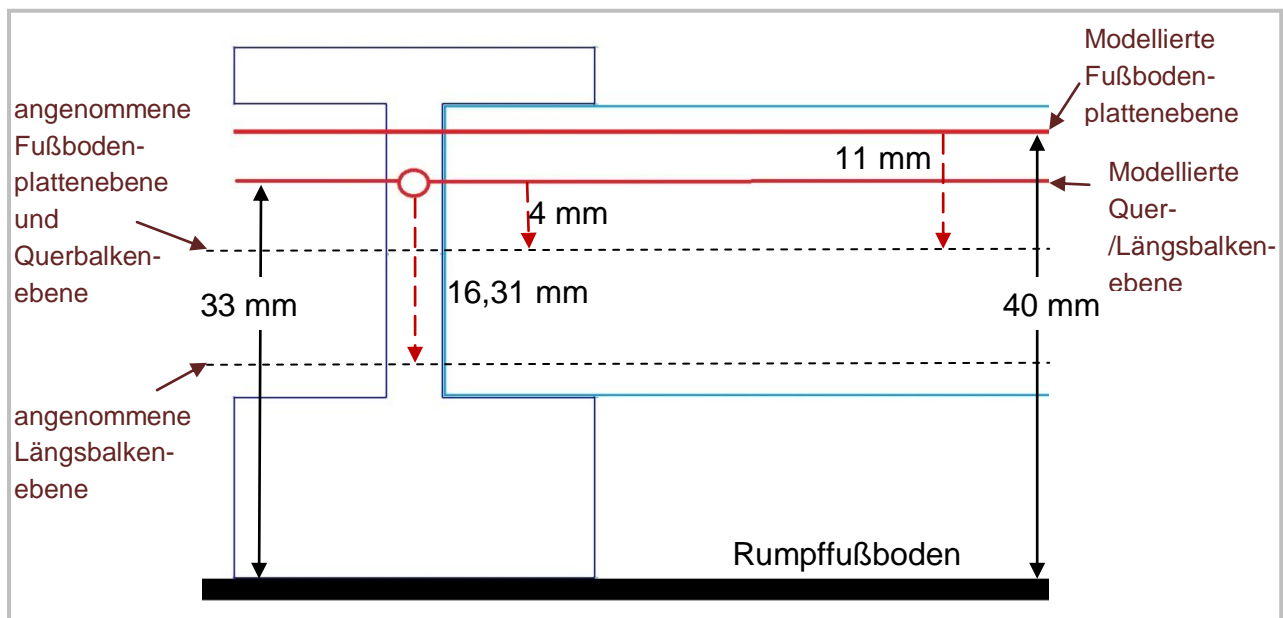 angenommene
Fußboden-
plattenebene
und
Querbalken-
ebene
angenommene
Längsbalken-
ebene
33 mm
16,31 mm
4 mm
11 mm
40 mm
Rumpffußboden
Modellierte
Fußboden-
plattenebene
Modellierte
Quer-
/Längsbalken-
ebene